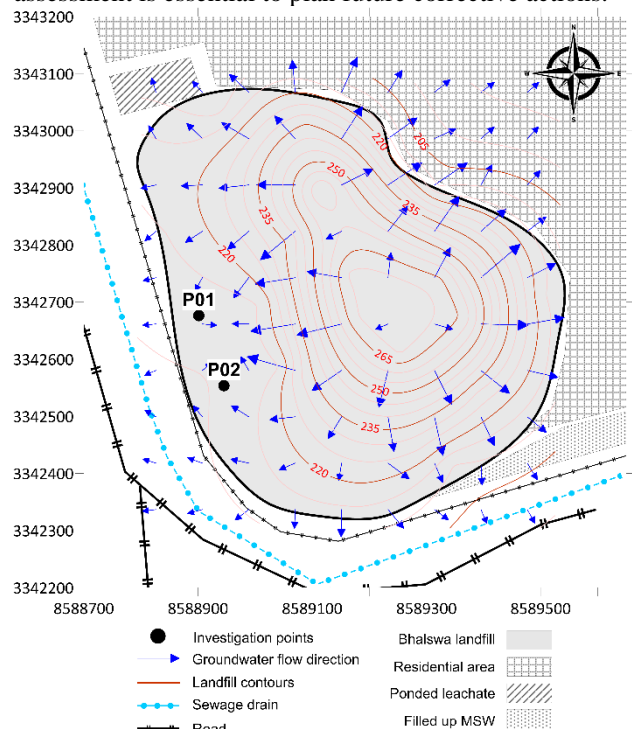 assessment is essential to plan future corrective actions.
3343200
3343100
3343000
3342900
3342800
3342700
3342600
3342500
3342400
3342300
3342200
8588700 8588900 8589100 8589300 8589500
N
W E
S
220
205
250
235
235
220
265
250
235
220
P01
P02
Investigation points
Groundwater flow direction
Landfill contours
Sewage drain
Road
Bhalswa landfill
Residential area
Ponded leachate
Filled up MSW